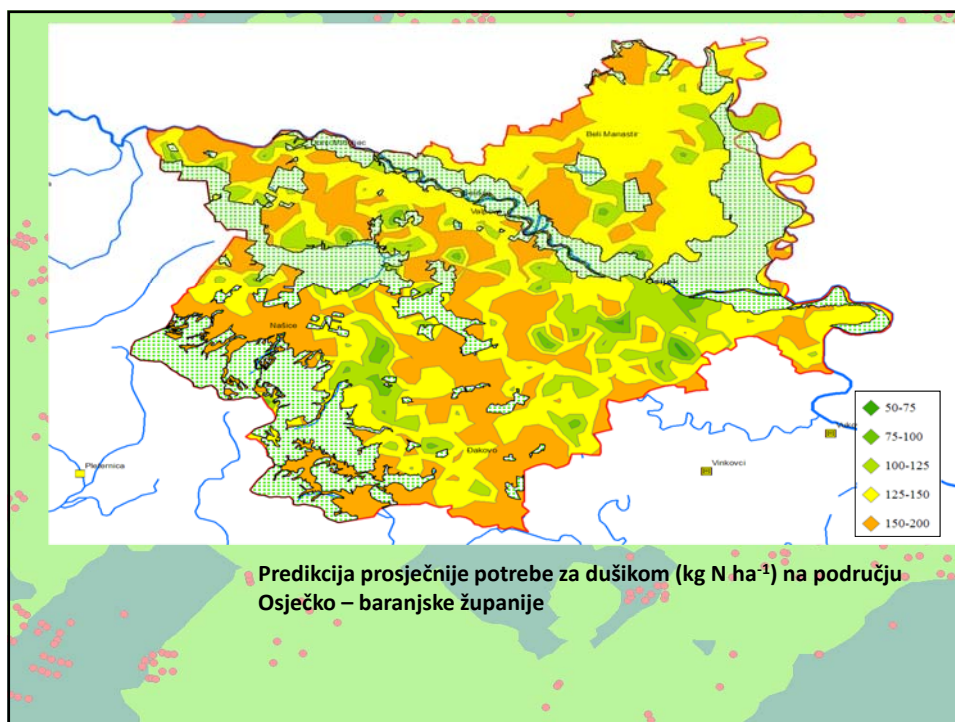 Beli Manastir
Našice
Đakovo
Vinkovci
Pleternica
50-75
75-100
100-125
125-150
150-200
Predikcija prosječnije potrebe za dušikom (kg N ha-1) na području
Osječko – baranjske županije